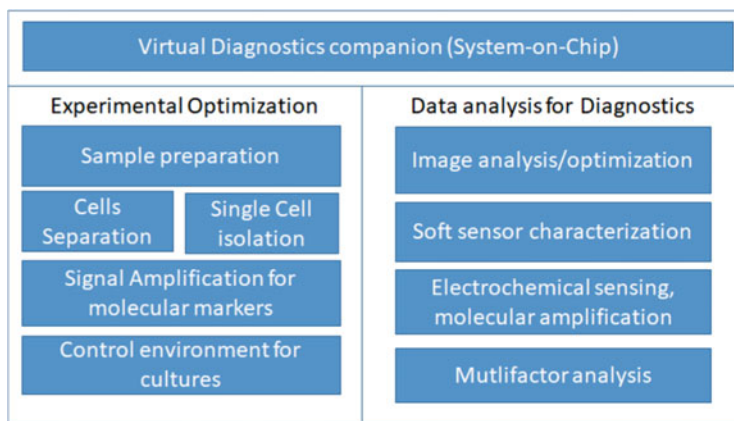 Virtual Diagnostics companion (System-on-Chip)
Experimental Optimization
Sample preparation
Cells
Separation
Single Cell
isolation
Signal Amplification for
molecular markers
Control environment for
cultures
Data analysis for Diagnostics
Image analysis/optimization
Soft sensor characterization
Electrochemical sensing,
molecular amplification
Mutlifactor analysis